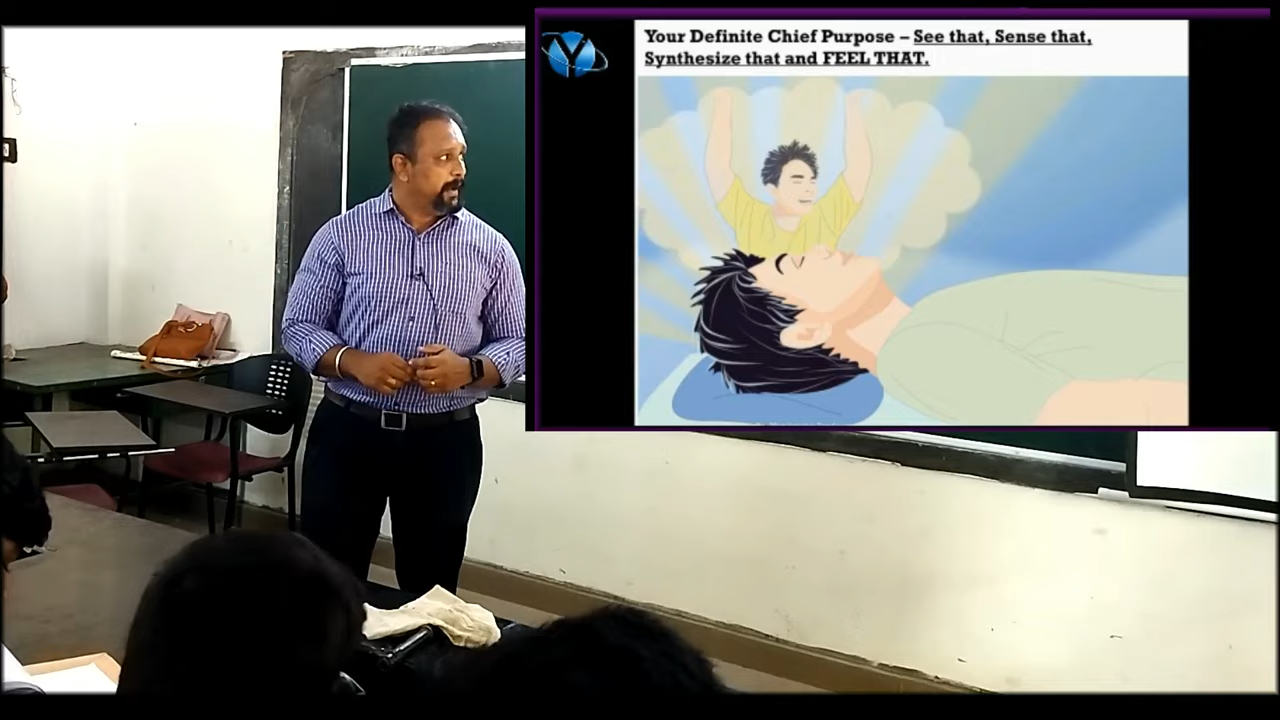 Your Definite Chief Purpose – See that, Sense that,
Synthesize that and FEEL THAT.